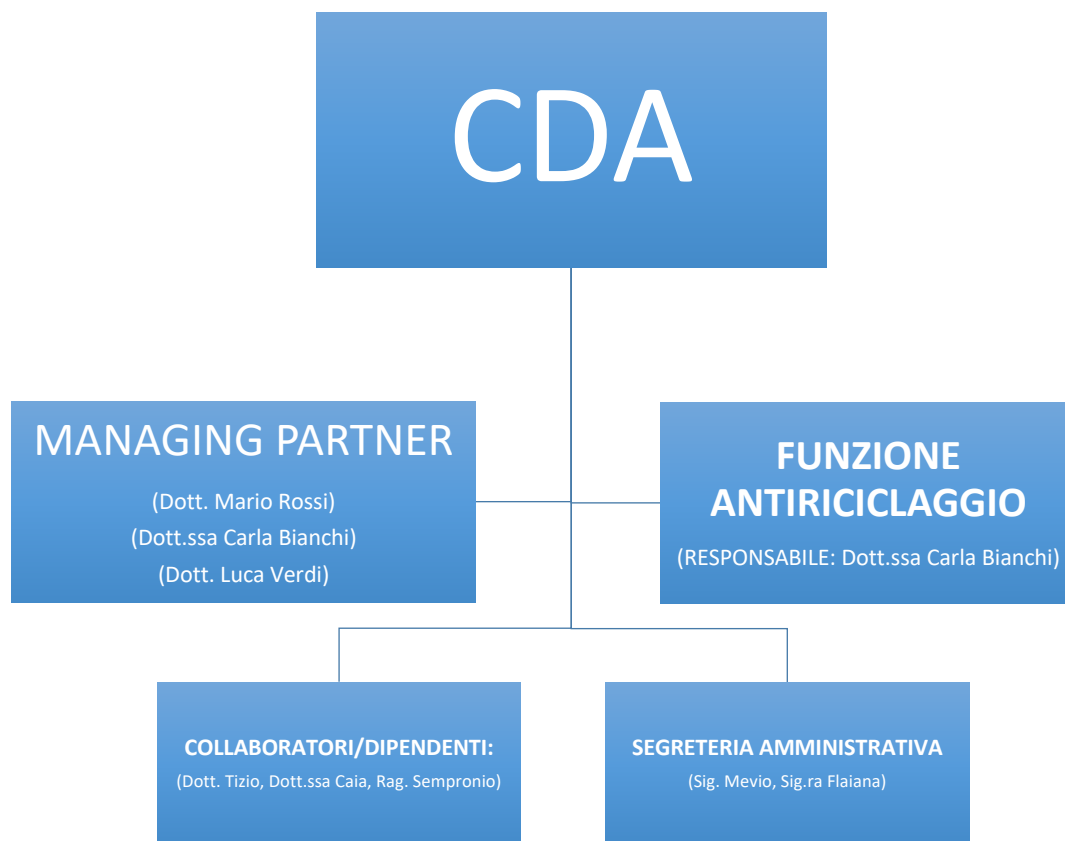 CDA
MANAGING PARTNER
(Dott. Mario Rossi)
(Dott.ssa Carla Bianchi)
(Dott. Luca Verdi)
FUNZIONE
ANTIRICICLAGGIO
(RESPONSABILE: Dott.ssa Carla Bianchi)
COLLABORATORI/DIPENDENTI:
(Dott. Tizio, Dott.ssa Caia, Rag. Sempronio)
SEGRETERIA AMMINISTRATIVA
(Sig. Mevio, Sig.ra Flaiana)